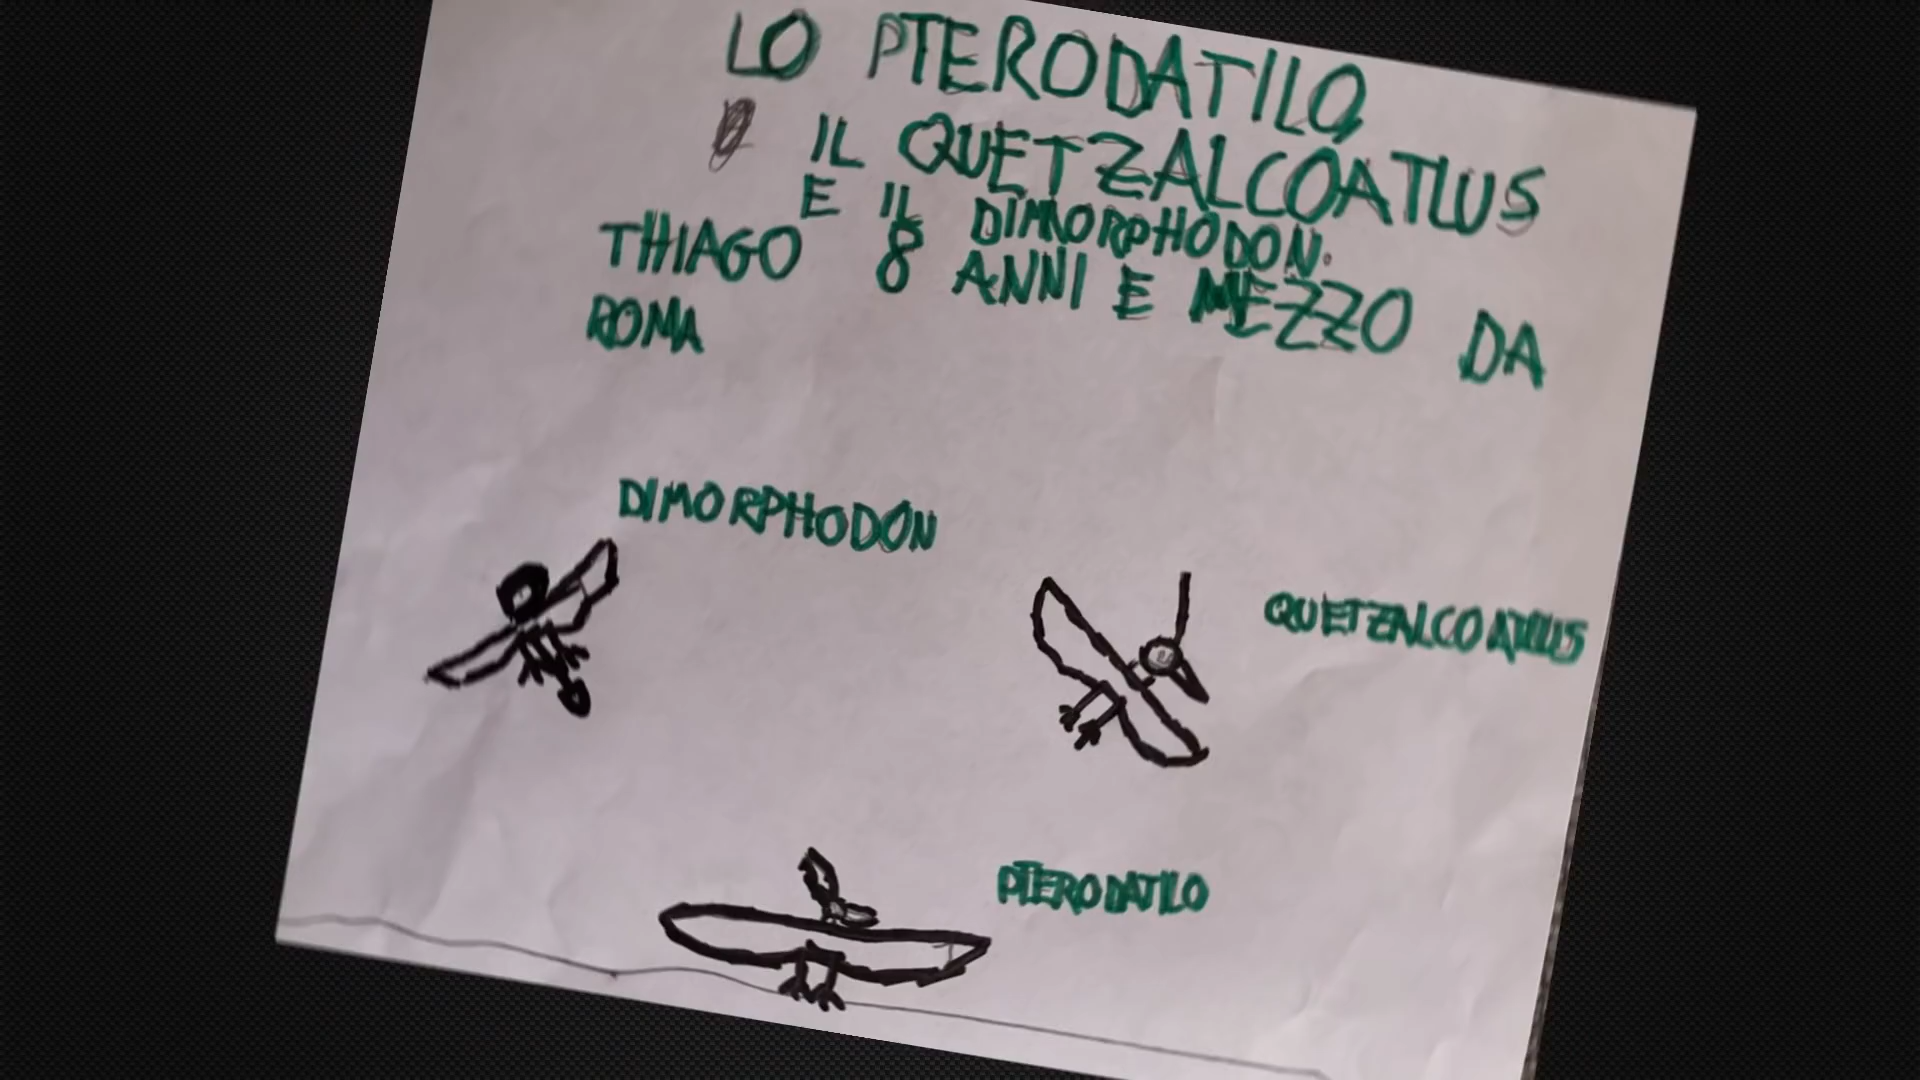 LO PTERODATILO,
IL QUETZALCOATLUS
E IL DIMORPHODON.
THIAGO 8 ANNI E MEZZO DA
ROMA
DIMORPHODON
QUETZALCOATLUS
PTERODATILO